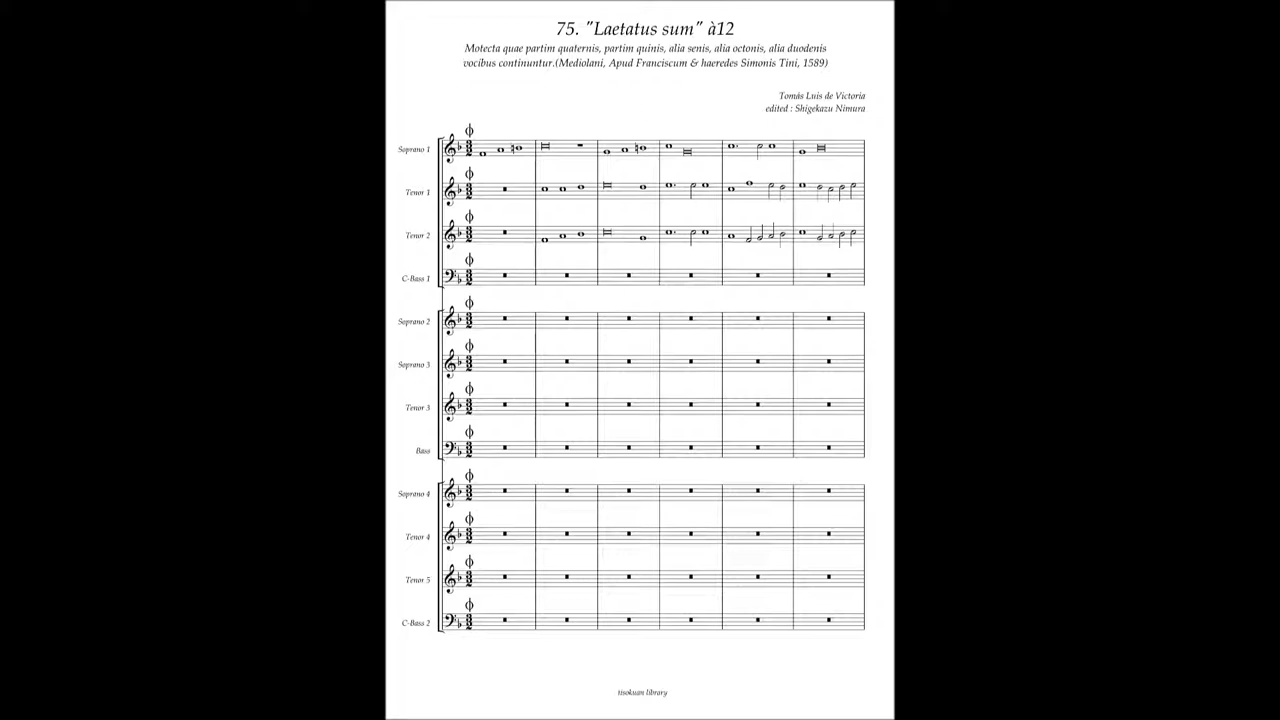 75. "Laetatus sum" à12
Motecta quae partim quaternis, partim quinis, alia senis, alia octonis, alia duodenis
vocibus continuntur.(Mediolani, Apud Franciscum & haeredes Simonis Tini, 1589)
Tomás Luis de Victoria
edited : Shigekazu Nimura
Soprano 1
Tenor 1
Tenor 2
C-Bass 1
Soprano 2
Soprano 3
Tenor 3
Bass
Soprano 4
Tenor 4
Tenor 5
C-Bass 2
tisokuan library